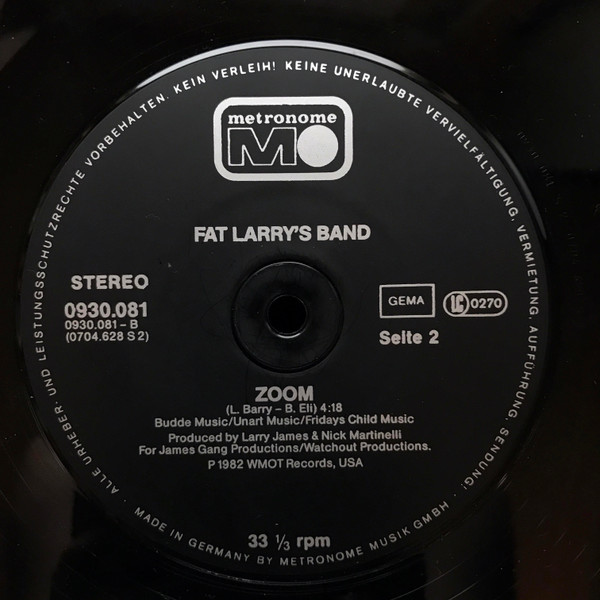 ALLE URHEBER- UND LEISTUNGSSCHUTZRECHTE VORBEHALTEN. KEIN VERLEIH! KEINE UNERLAUBTE VERVIELFÄLTIGUNG, VERMIETUNG, AUFFÜHRUNG, SENDUNG!
metronome
MO
FAT LARRY'S BAND
STEREO
0930.081
0930.081 – B
(0704.628 S 2)
GEMA
LC 0270
Seite 2
ZOOM
(L. Barry – B. Eli) 4:18
Budde Music/Unart Music/Fridays Child Music
Produced by Larry James & Nick Martinelli
For James Gang Productions/Watchout Productions.
P 1982 WMOT Records, USA
33 ⅓ rpm
· MADE IN GERMANY BY METRONOME MUSIK GMBH ·